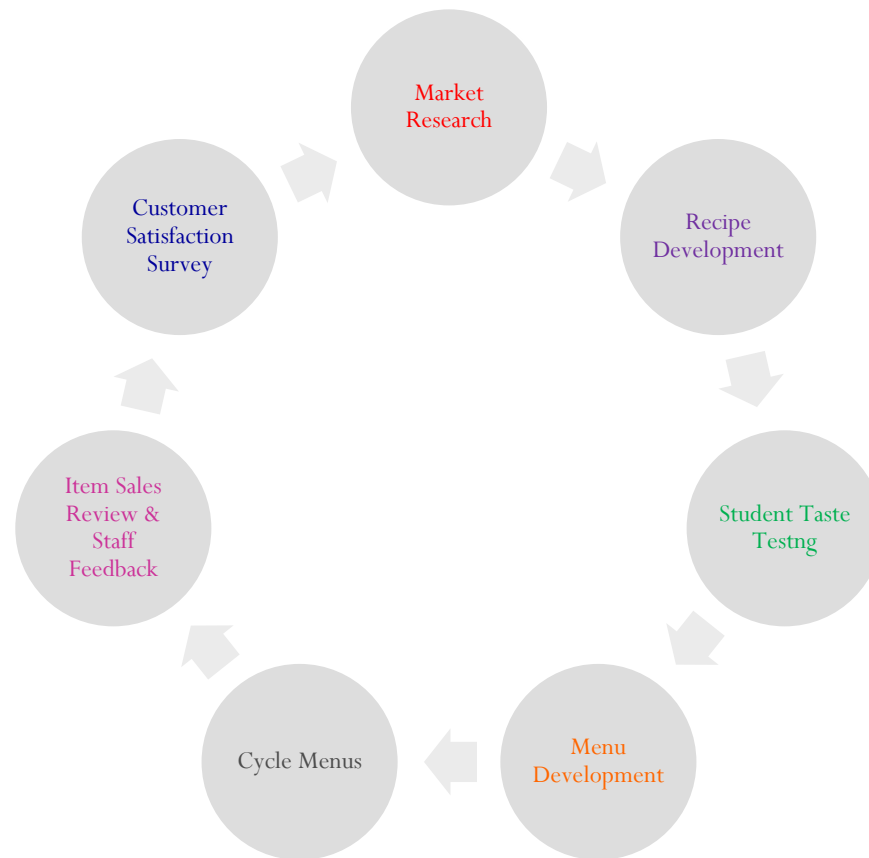 Market
Research
Recipe
Development
Student Taste
Testng
Menu
Development
Cycle Menus
Item Sales
Review &
Staff
Feedback
Customer
Satisfaction
Survey